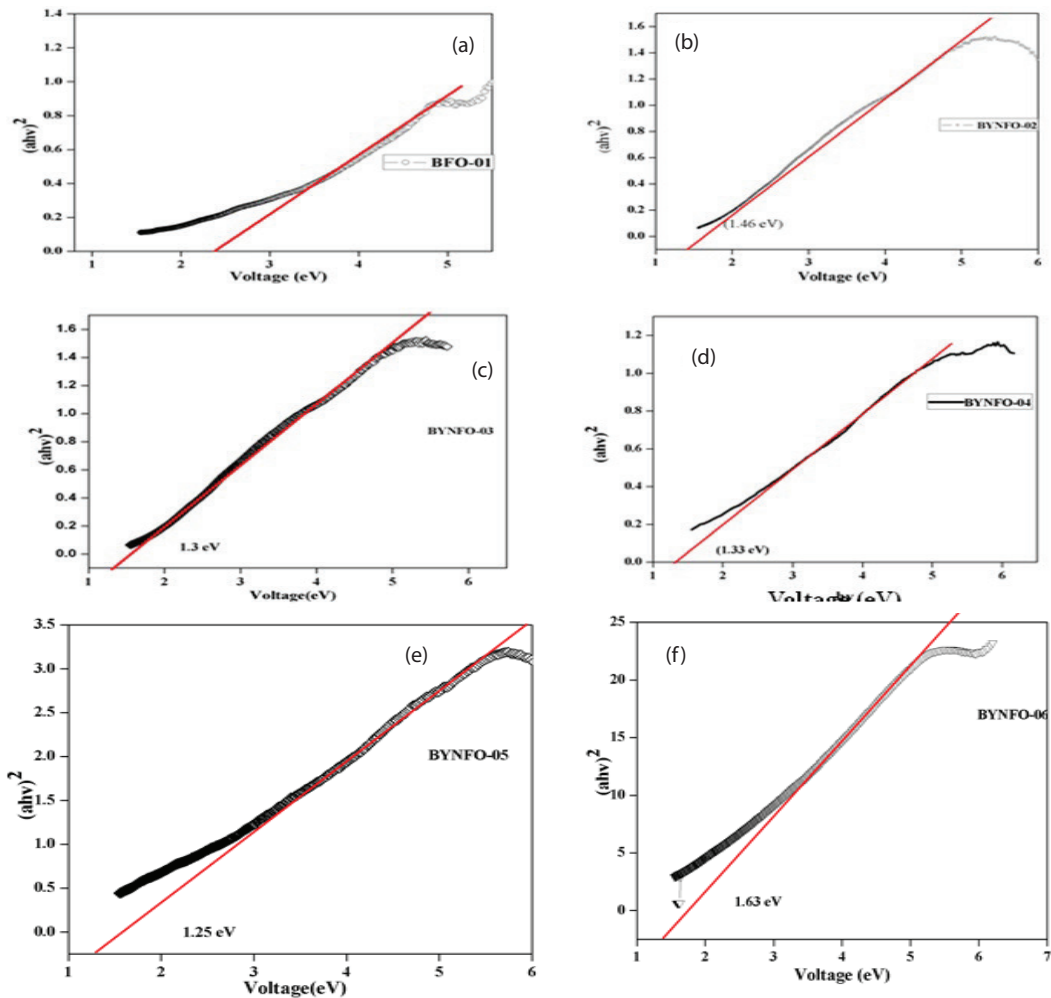 1.4
1.2
1.0
0.8
0.6
0.4
0.2
0.0
(ahν)2
(a)
BFO-01
1 2 3 4 5
Voltage (eV)
1.6
1.4
1.2
1.0
0.8
0.6
0.4
0.2
0.0
(ahν)2
(b)
BYNFO-02
(1.46 eV)
1 2 3 4 5 6
Voltage (eV)
1.6
1.4
1.2
1.0
0.8
0.6
0.4
0.2
0.0
(ahν)2
(c)
BYNFO-03
1.3 eV
1 2 3 4 5 6
Voltage(eV)
1.2
1.0
0.8
0.6
0.4
0.2
0.0
(ahν)2
(d)
BYNFO-04
(1.33 eV)
1 2 3 4 5 6
Voltage (eV)
3.5
3.0
2.5
2.0
1.5
1.0
0.5
0.0
(ahν)2
(e)
BYNFO-05
1.25 eV
1 2 3 4 5 6
Voltage(eV)
25
20
15
10
5
0
(ahν)2
(f)
BYNFO-06
1.63 eV
1 2 3 4 5 6 7
Voltage (eV)